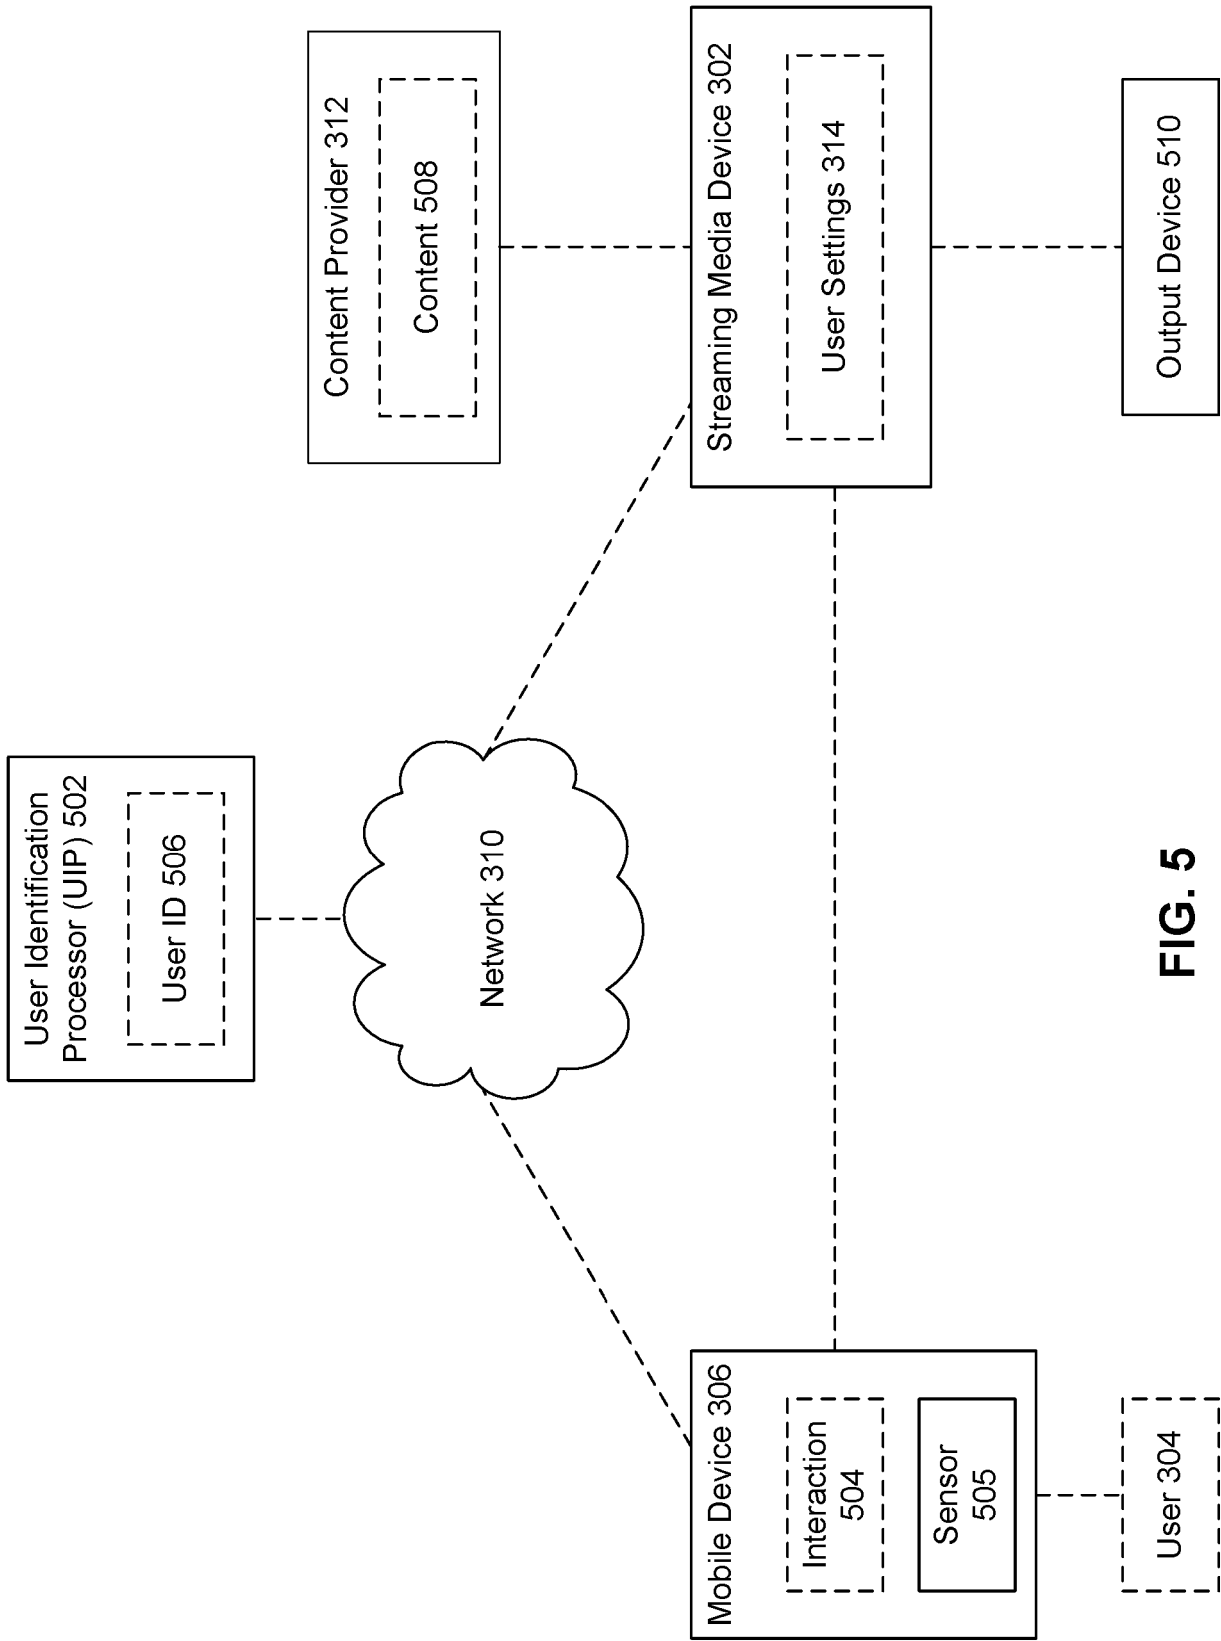 User Identification
Processor (UIP) 502
User ID 506
Content Provider 312
Content 508
Network 310
Mobile Device 306
Interaction
504
Sensor
505
User 304
Streaming Media Device 302
User Settings 314
Output Device 510
FIG. 5